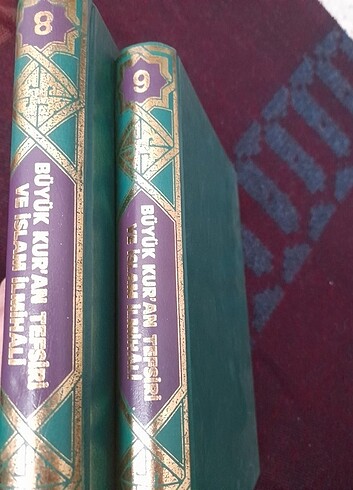 8
BÜYÜK KUR'AN TEFSİRİ
VE İSLAM İLMİHALİ
9
BÜYÜK KUR'AN TEFSİRİ
VE İSLAM İLMİHALİ